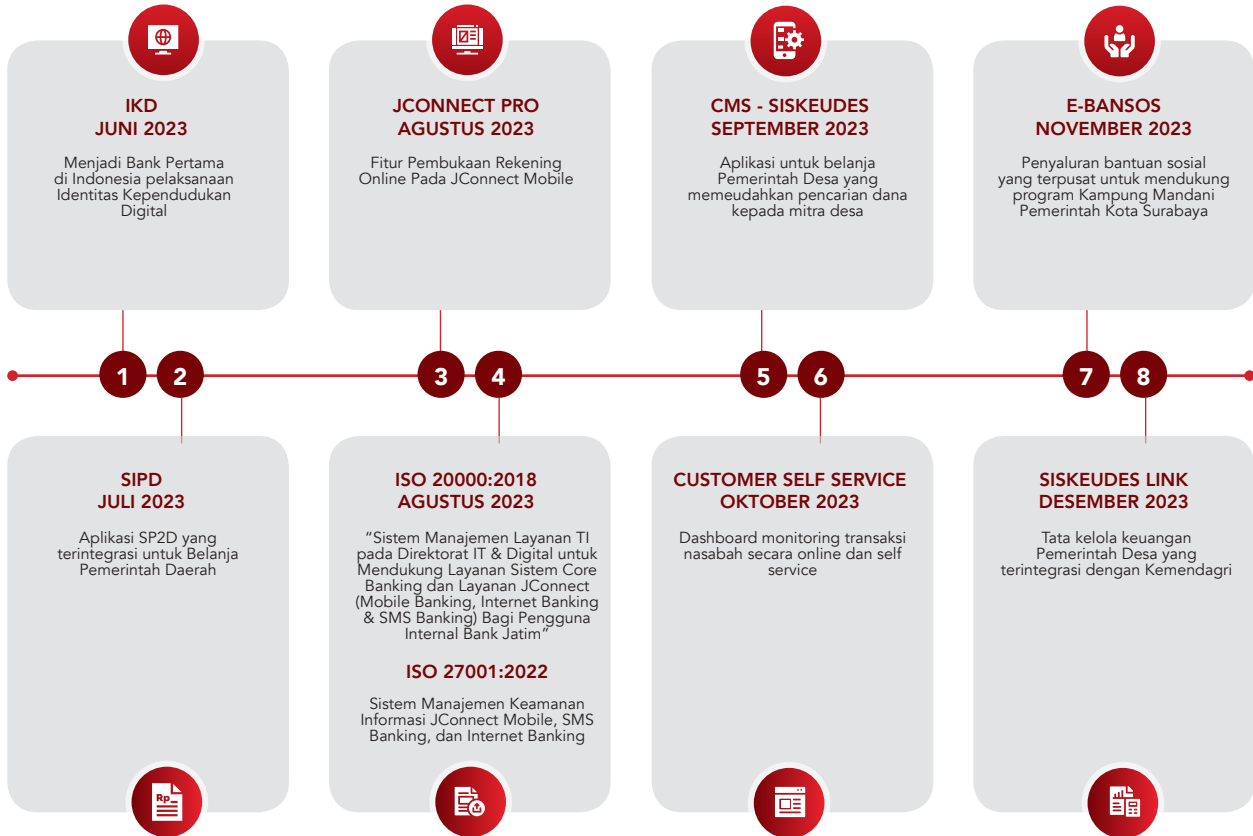 IKD
JUNI 2023
Menjadi Bank Pertama
di Indonesia pelaksanaan
Identitas Kependudukan
Digital
JCONNECT PRO
AGUSTUS 2023
Fitur Pembukaan Rekening
Online Pada JConnect Mobile
CMS - SISKEUDES
SEPTEMBER 2023
Aplikasi untuk belanja
Pemerintah Desa yang
memeudahkan pencarian dana
kepada mitra desa
E-BANSOS
NOVEMBER 2023
Penyaluran bantuan sosial
yang terpusat untuk mendukung
program Kampung Mandani
Pemerintah Kota Surabaya
1
2
3
4
5
6
7
8
SIPD
JULI 2023
Aplikasi SP2D yang
terintegrasi untuk Belanja
Pemerintah Daerah
Rp
ISO 20000:2018
AGUSTUS 2023
“Sistem Manajemen Layanan TI
pada Direktorat IT & Digital untuk
Mendukung Layanan Sistem Core
Banking dan Layanan JConnect
(Mobile Banking, Internet Banking
& SMS Banking) Bagi Pengguna
Internal Bank Jatim”
ISO 27001:2022
Sistem Manajemen Keamanan
Informasi JConnect Mobile, SMS
Banking, dan Internet Banking
CUSTOMER SELF SERVICE
OKTOBER 2023
Dashboard monitoring transaksi
nasabah secara online dan self
service
SISKEUDES LINK
DESEMBER 2023
Tata kelola keuangan
Pemerintah Desa yang
terintegrasi dengan Kemendagri